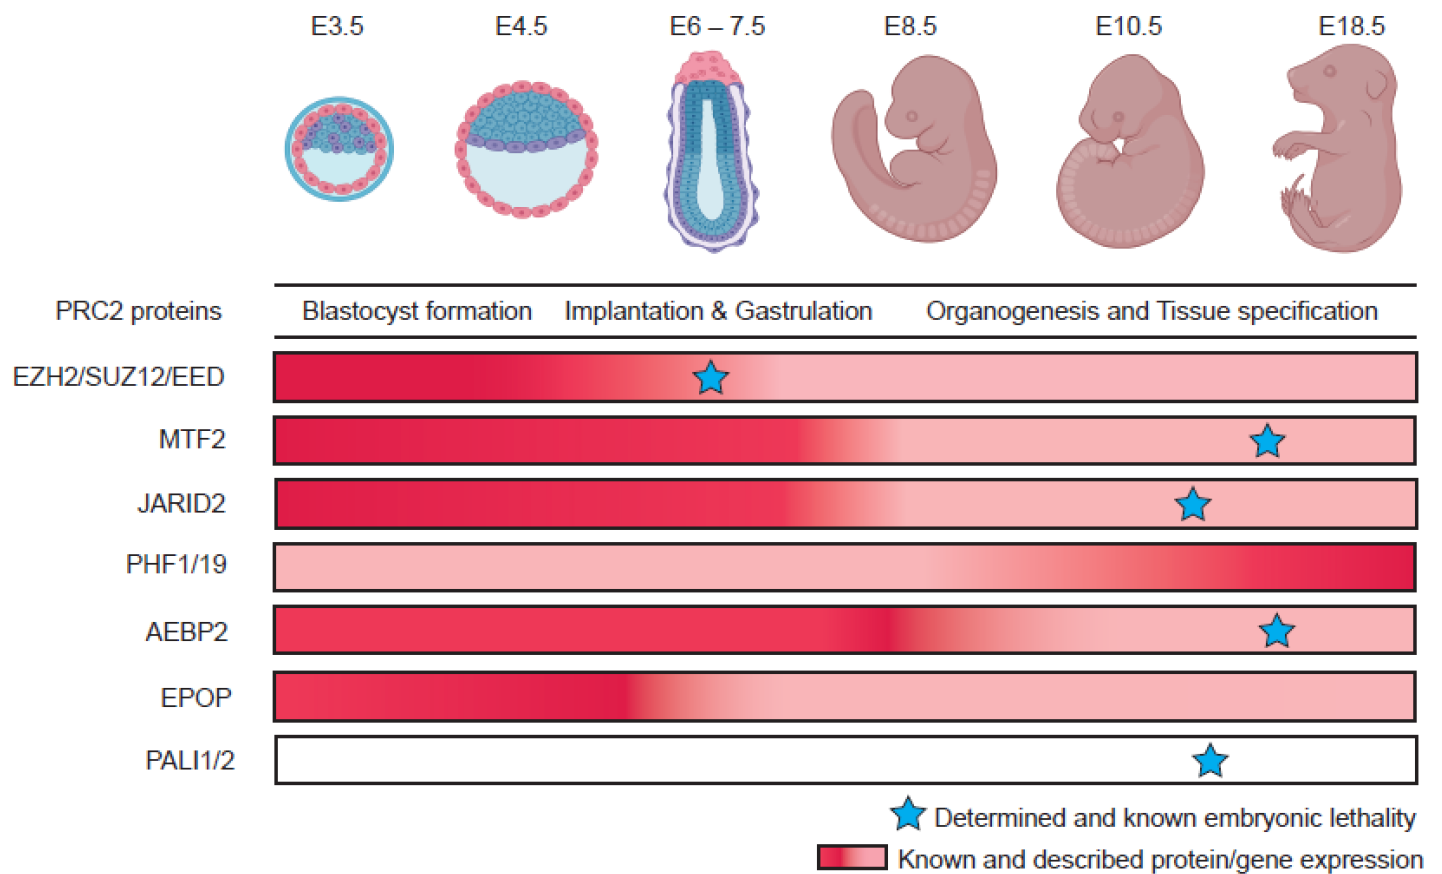 E3.5 E4.5 E6 – 7.5 E8.5 E10.5 E18.5
PRC2 proteins Blastocyst formation Implantation & Gastrulation Organogenesis and Tissue specification
EZH2/SUZ12/EED
MTF2
JARID2
PHF1/19
AEBP2
EPOP
PALI1/2
Determined and known embryonic lethality
Known and described protein/gene expression